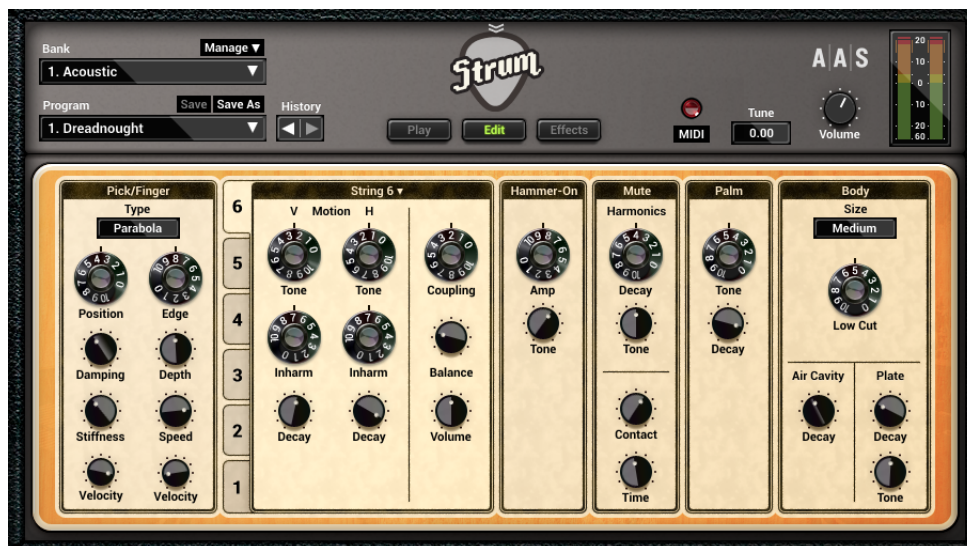 Bank
Manage ▼
1. Acoustic ▼
Program
Save
Save As
1. Dreadnought ▼
History
Strum
Play
Edit
Effects
MIDI
Tune
0.00
Volume
A|A|S
20
10
0
10
20
60
Pick/Finger
Type
Parabola
Position
Edge
Damping
Depth
Stiffness
Speed
Velocity
Velocity
6
5
4
3
2
1
String 6 ▾
V Motion H
Tone
Tone
Coupling
Inharm
Inharm
Balance
Decay
Decay
Volume
Hammer-On
Amp
Tone
Mute
Harmonics
Decay
Tone
Contact
Time
Palm
Tone
Decay
Body
Size
Medium
Low Cut
Air Cavity
Plate
Decay
Decay
Tone